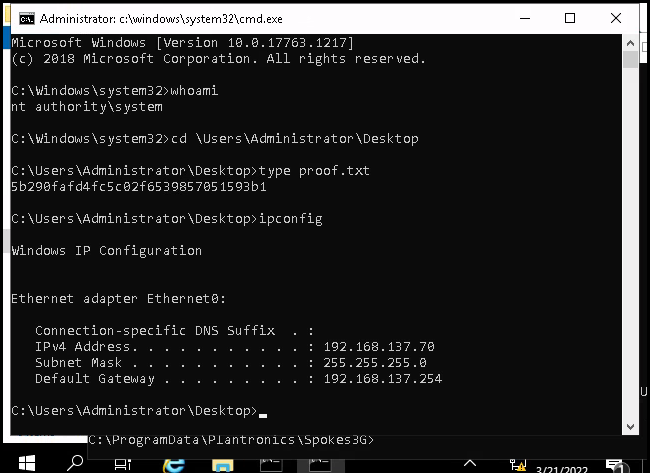 Administrator: c:\windows\system32\cmd.exe
Microsoft Windows [Version 10.0.17763.1217]
(c) 2018 Microsoft Corporation. All rights reserved.
C:\Windows\system32>whoami
nt authority\system
C:\Windows\system32>cd \Users\Administrator\Desktop
C:\Users\Administrator\Desktop>type proof.txt
5b290fafd4fc5c02f6539857051593b1
C:\Users\Administrator\Desktop>ipconfig
Windows IP Configuration
Ethernet adapter Ethernet0:
Connection-specific DNS Suffix . :
IPv4 Address. . . . . . . . . . . : 192.168.137.70
Subnet Mask . . . . . . . . . . . : 255.255.255.0
Default Gateway . . . . . . . . . : 192.168.137.254
C:\Users\Administrator\Desktop>
C:\ProgramData\Plantronics\Spokes3G>
3/21/2022
1